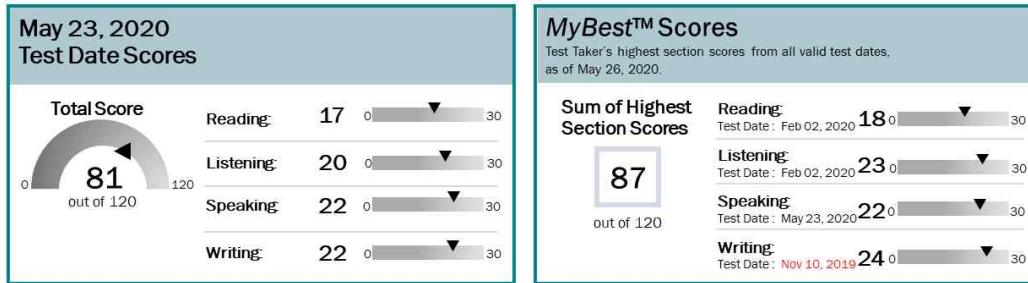 May 23, 2020
Test Date Scores
Total Score
0
81
120
out of 120
Reading: 17 0 30
Listening: 20 0 30
Speaking: 22 0 30
Writing: 22 0 30
MyBest™ Scores
Test Taker's highest section scores from all valid test dates,
as of May 26, 2020.
Sum of Highest
Section Scores
87
out of 120
Reading:
Test Date : Feb 02, 2020 18 0 30
Listening:
Test Date : Feb 02, 2020 23 0 30
Speaking:
Test Date : May 23, 2020 22 0 30
Writing:
Test Date : Nov 10, 2019 24 0 30